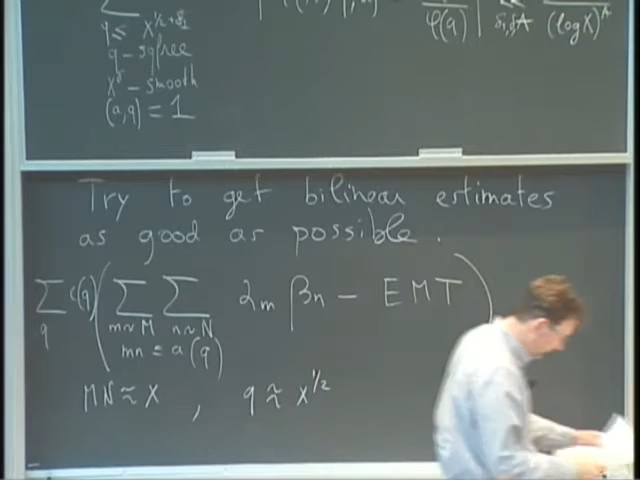 Σ
q ≤ x^{1/2+δ_1}
q - sqfree
x^δ - smooth
(a,q) = 1
φ(q)
(log X)^A
Try to get bilinear estimates
as good as possible.
Σ_q c(q) ( Σ_{m~M} Σ_{n~N} α_m β_n − EMT )
mn ≡ a (q)
MN ≈ x , q ≈ x^{1/2}